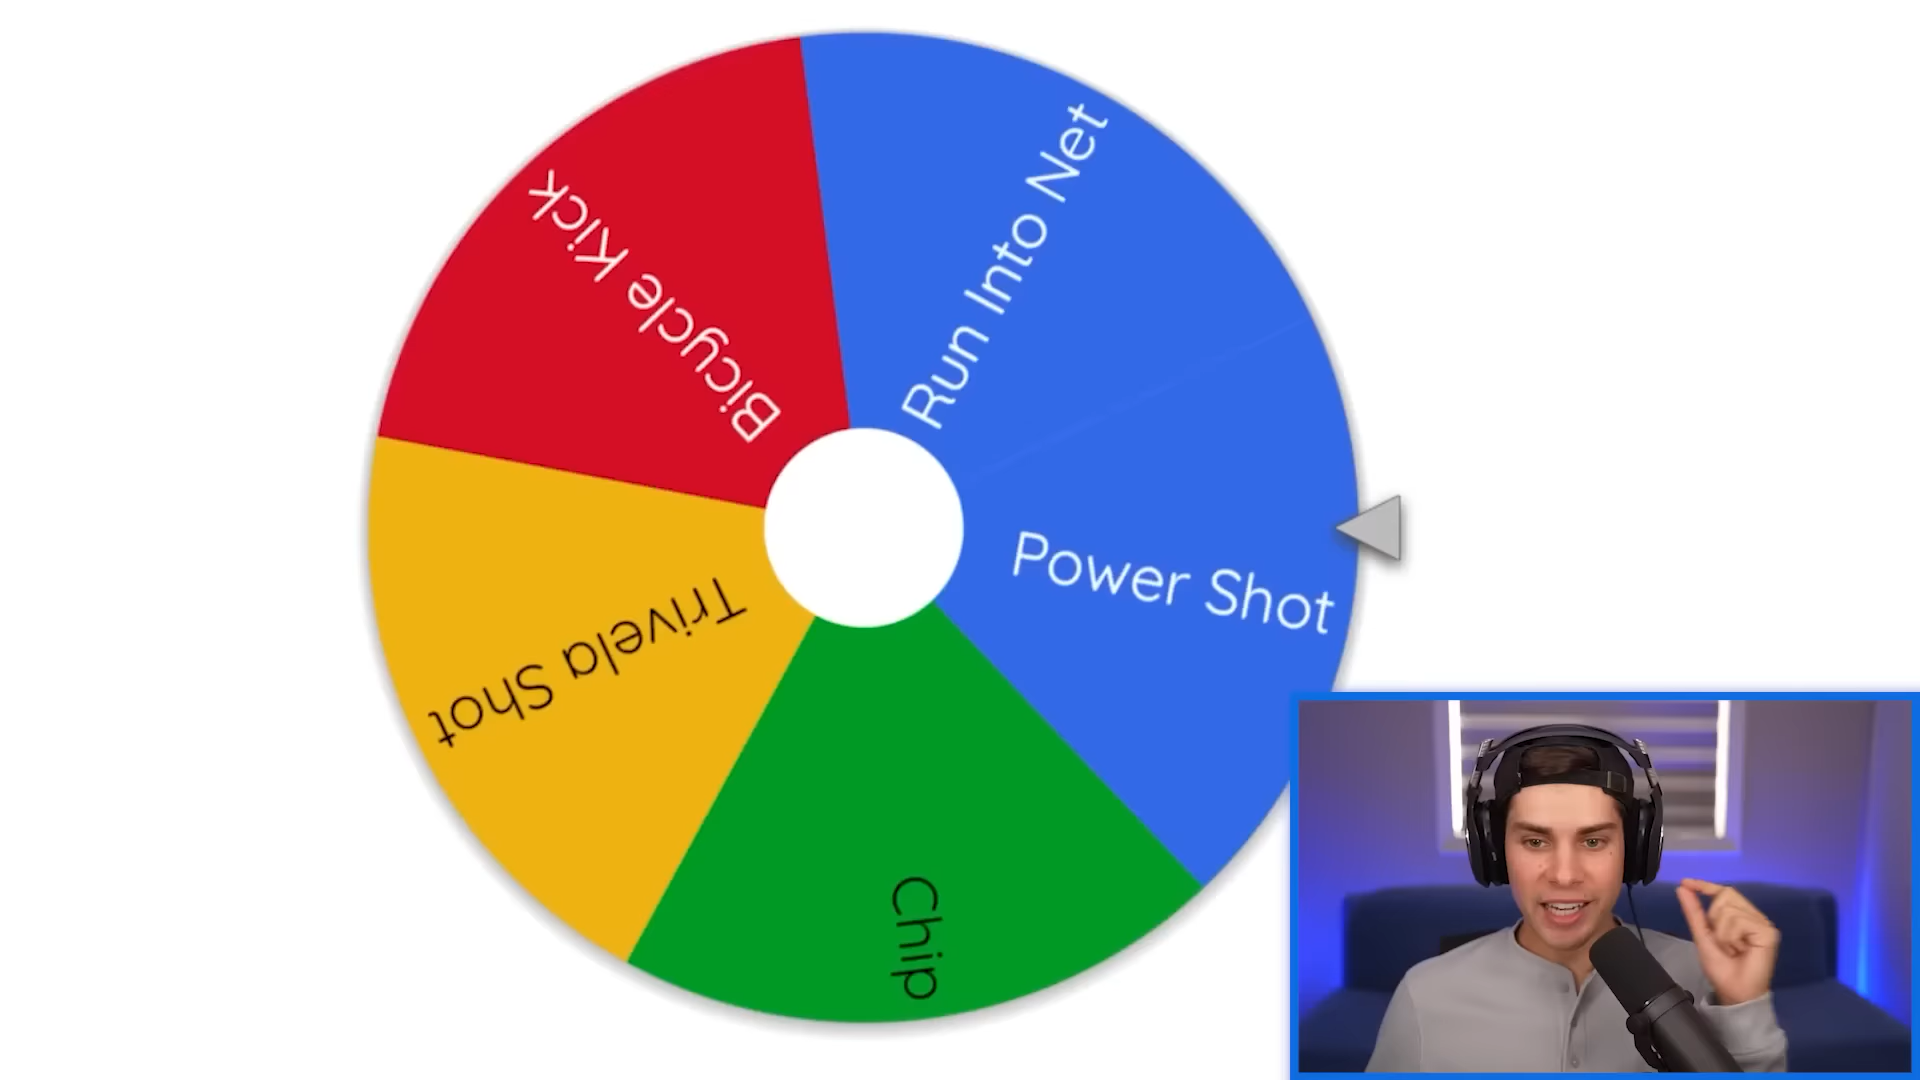 Run Into Net
Bicycle Kick
Power Shot
Trivela Shot
Chip